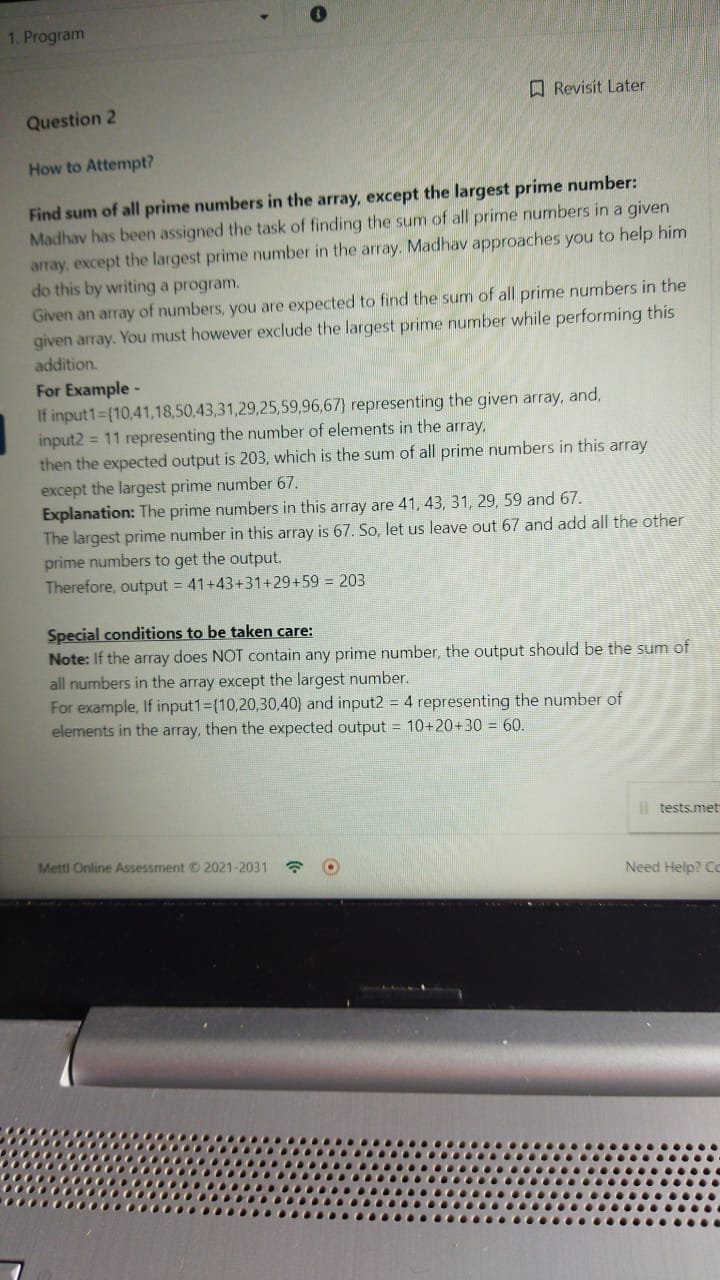 1. Program
Revisit Later
Question 2
How to Attempt?
Find sum of all prime numbers in the array, except the largest prime number:
Madhav has been assigned the task of finding the sum of all prime numbers in a given
array, except the largest prime number in the array. Madhav approaches you to help him
do this by writing a program.
Given an array of numbers, you are expected to find the sum of all prime numbers in the
given array. You must however exclude the largest prime number while performing this
addition.
For Example -
If input1={10,41,18,50,43,31,29,25,59,96,67} representing the given array, and,
input2 = 11 representing the number of elements in the array,
then the expected output is 203, which is the sum of all prime numbers in this array
except the largest prime number 67.
Explanation: The prime numbers in this array are 41, 43, 31, 29, 59 and 67.
The largest prime number in this array is 67. So, let us leave out 67 and add all the other
prime numbers to get the output.
Therefore, output = 41+43+31+29+59 = 203
Special conditions to be taken care:
Note: If the array does NOT contain any prime number, the output should be the sum of
all numbers in the array except the largest number.
For example, If input1={10,20,30,40} and input2 = 4 representing the number of
elements in the array, then the expected output = 10+20+30 = 60.
tests.met
Mettl Online Assessment © 2021-2031
Need Help? Co